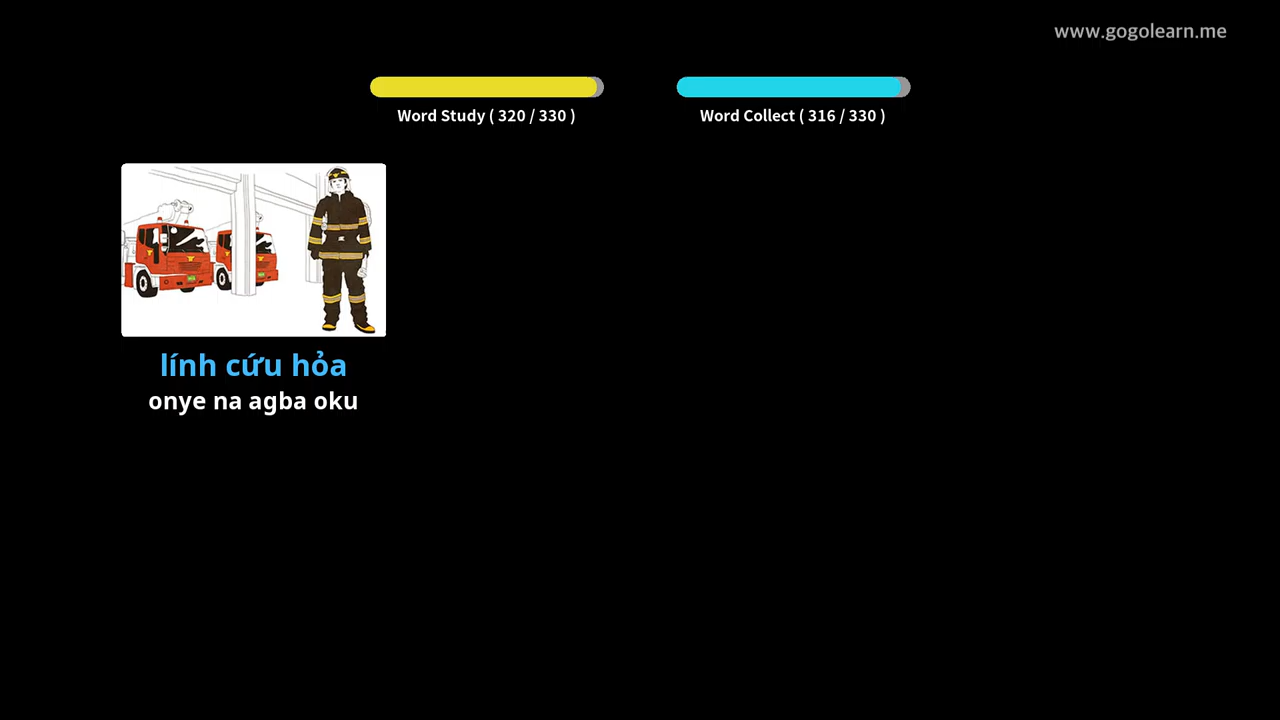 www.gogolearn.me
Word Study ( 320 / 330 )
Word Collect ( 316 / 330 )
lính cứu hỏa
onye na agba oku